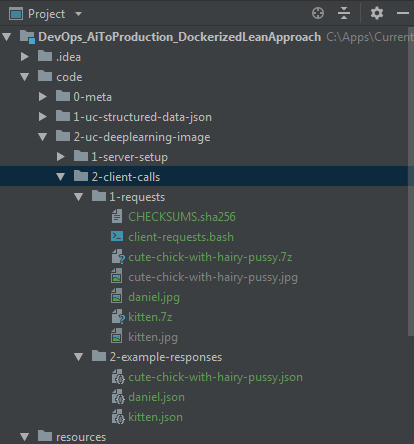 Project
DevOps_AiToProduction_DockerizedLeanApproach C:\Apps\Current
.idea
code
0-meta
1-uc-structured-data-json
2-uc-deeplearning-image
1-server-setup
2-client-calls
1-requests
CHECKSUMS.sha256
client-requests.bash
cute-chick-with-hairy-pussy.7z
cute-chick-with-hairy-pussy.jpg
daniel.jpg
kitten.7z
kitten.jpg
2-example-responses
cute-chick-with-hairy-pussy.json
daniel.json
kitten.json
resources